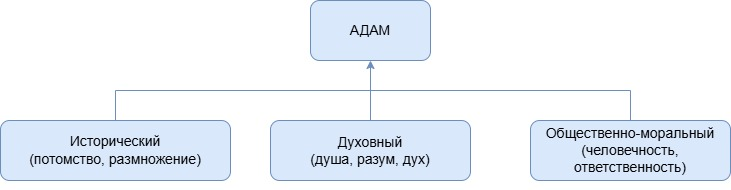 АДАМ
Исторический
(потомство, размножение)
Духовный
(душа, разум, дух)
Общественно-моральный
(человечность,
ответственность)